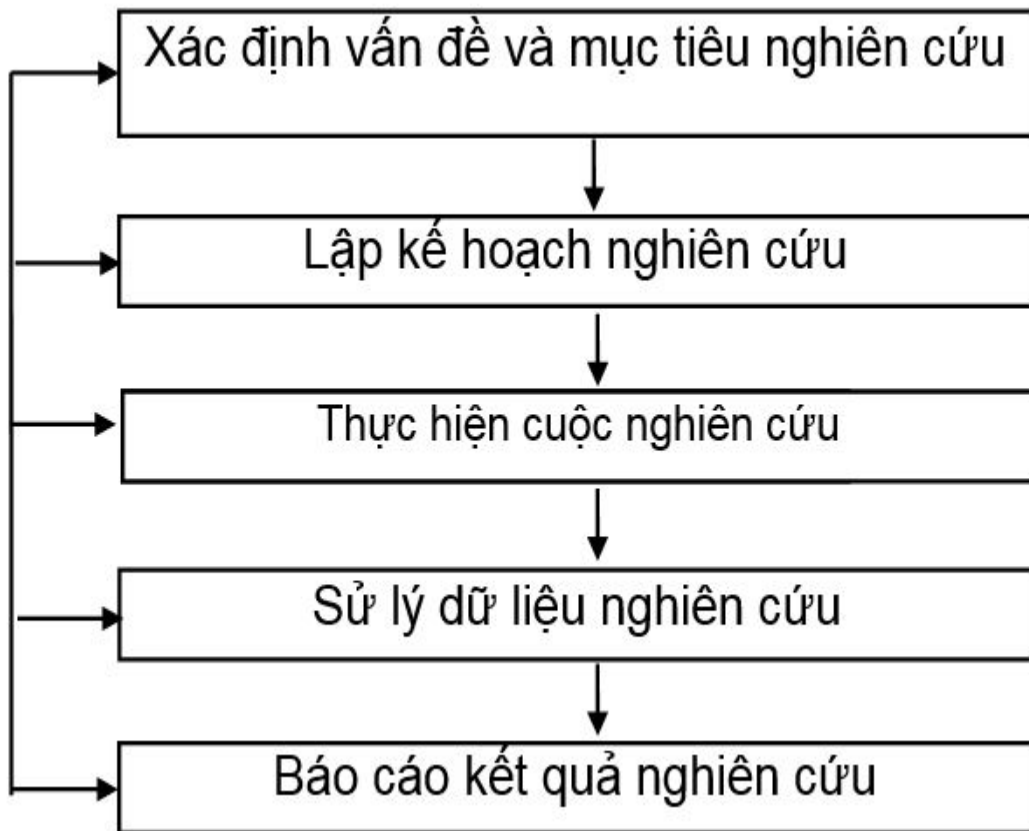 Xác định vấn đề và mục tiêu nghiên cứu
Lập kế hoạch nghiên cứu
Thực hiện cuộc nghiên cứu
Sử lý dữ liệu nghiên cứu
Báo cáo kết quả nghiên cứu